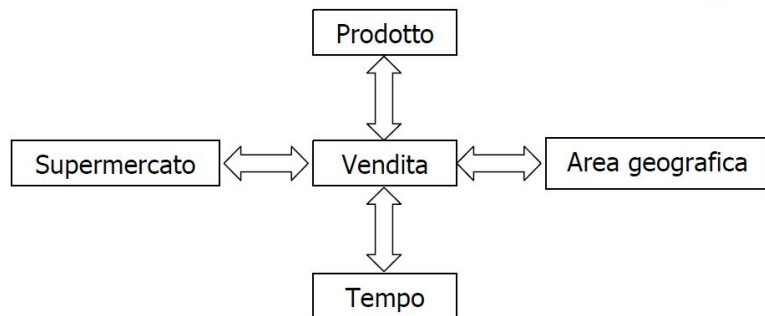 Prodotto
Supermercato
Vendita
Area geografica
Tempo